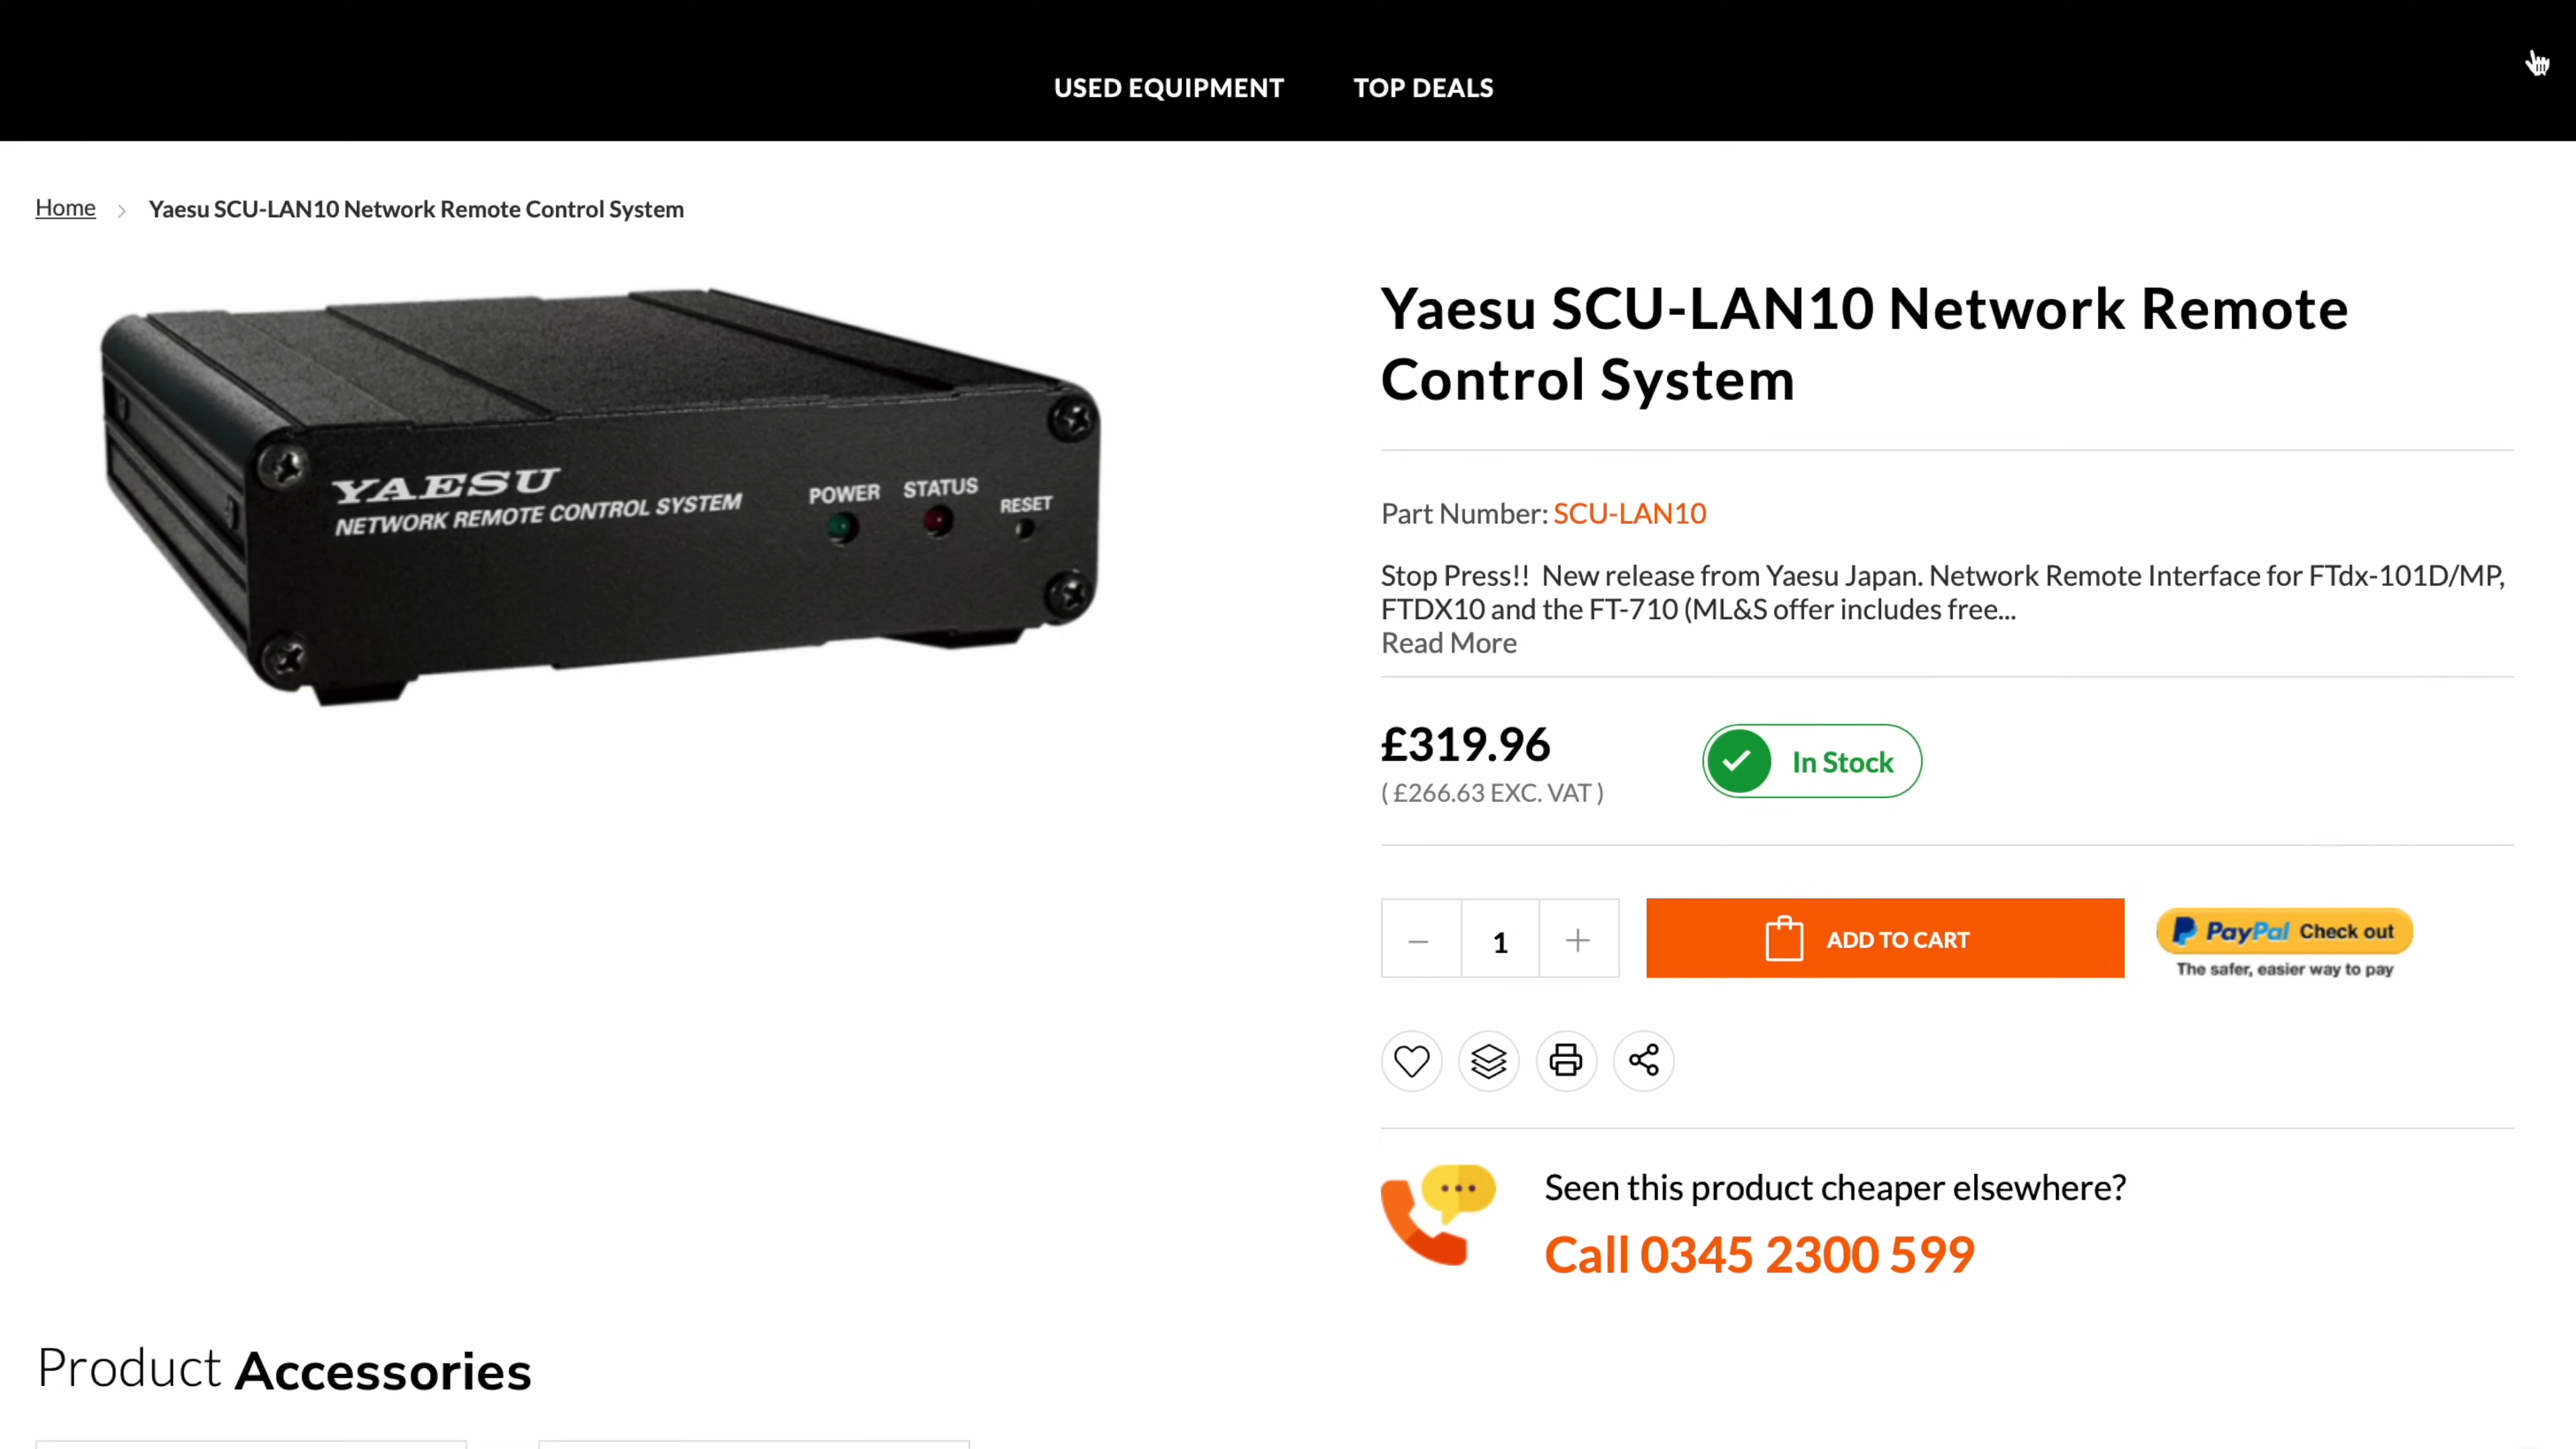 USED EQUIPMENT
TOP DEALS
Home
Yaesu SCU-LAN10 Network Remote Control System
YAESU
NETWORK REMOTE CONTROL SYSTEM
POWER
STATUS
RESET
Yaesu SCU-LAN10 Network Remote
Control System
Part Number: SCU-LAN10
Stop Press!! New release from Yaesu Japan. Network Remote Interface for FTdx-101D/MP,
FTDX10 and the FT-710 (ML&S offer includes free...
Read More
£319.96
In Stock
( £266.63 EXC. VAT )
1
ADD TO CART
PayPal Check out
The safer, easier way to pay
Seen this product cheaper elsewhere?
Call 0345 2300 599
Product Accessories